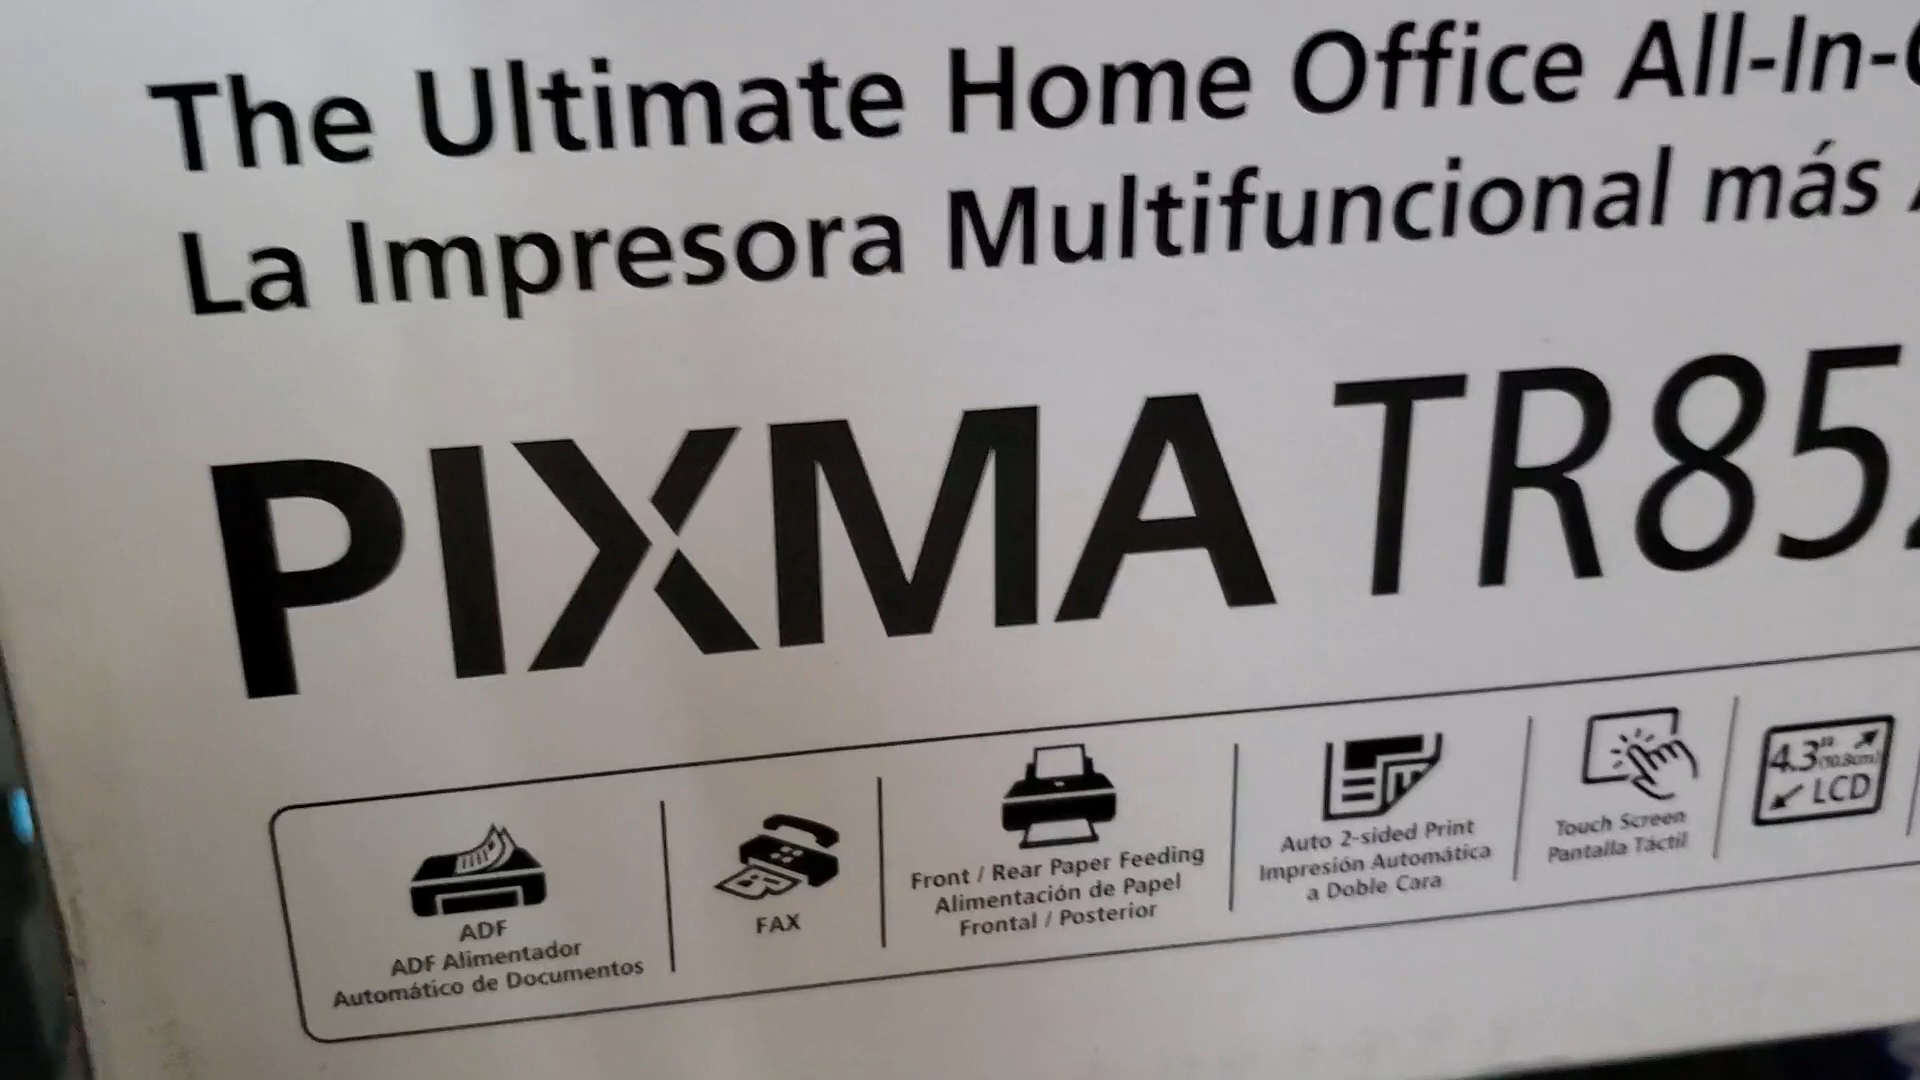 The Ultimate Home Office All-In-
La Impresora Multifuncional más
PIXMA TR85
ADF
ADF Alimentador
Automático de Documentos
FAX
Front / Rear Paper Feeding
Alimentación de Papel
Frontal / Posterior
Auto 2-sided Print
Impresión Automática
a Doble Cara
Touch Screen
Pantalla Táctil
4.3" (10.8cm)
LCD